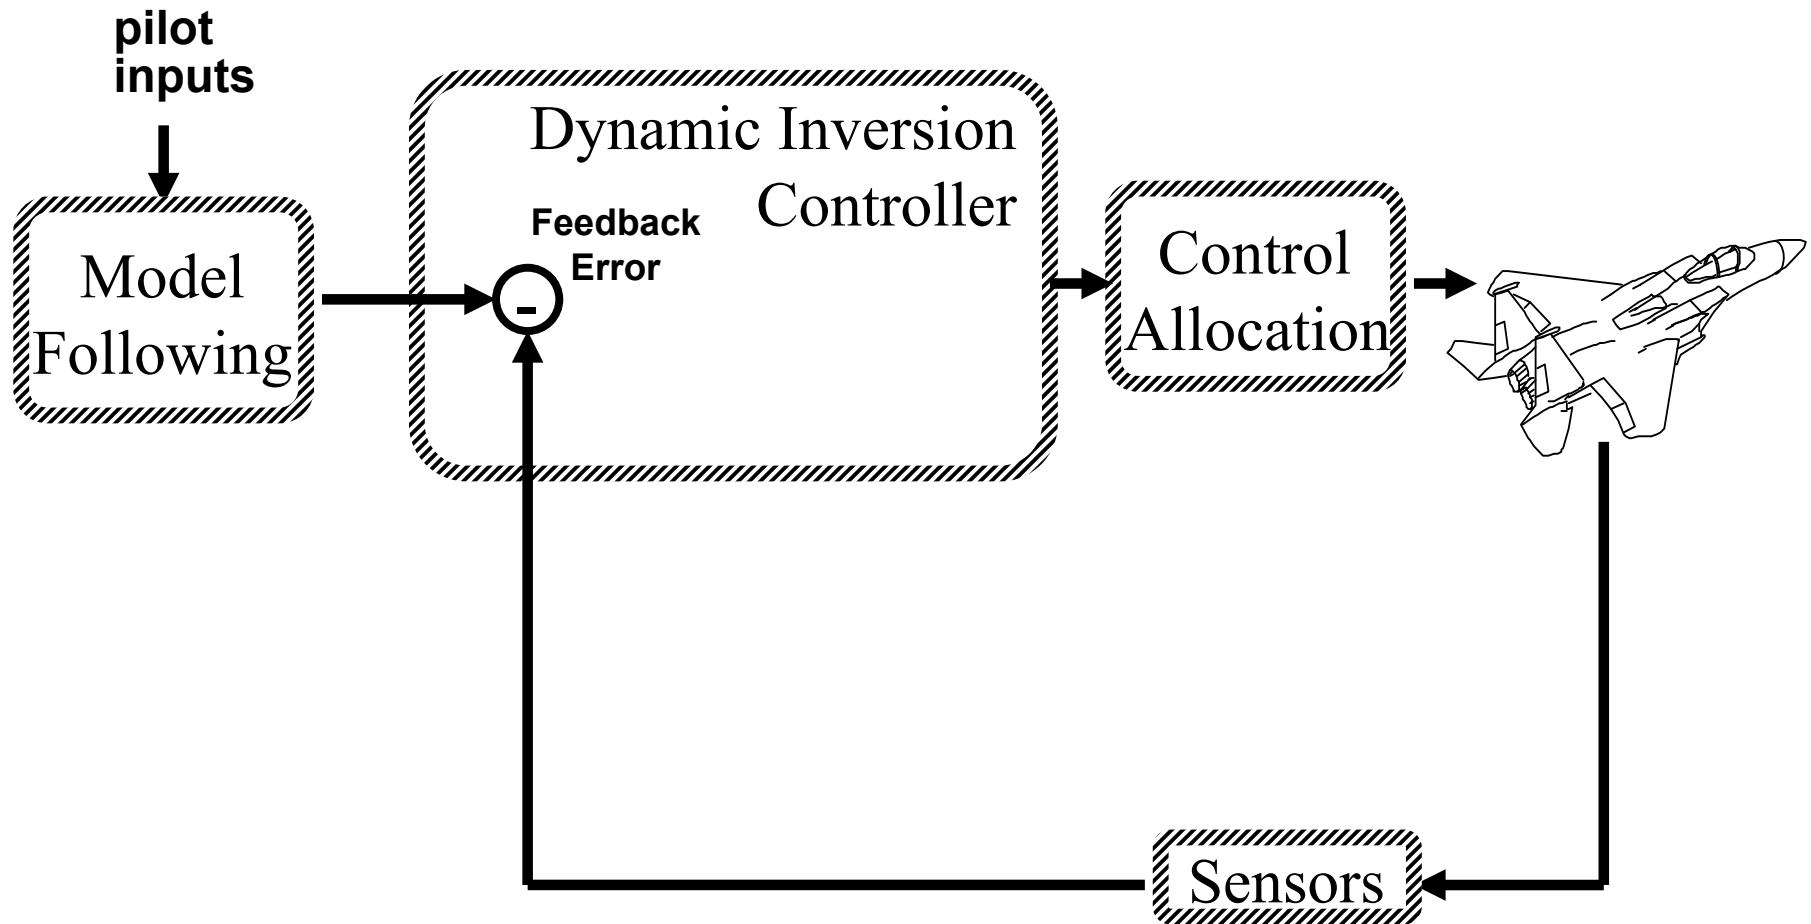 pilot
inputs
Dynamic Inversion
Controller
Feedback
Error
-
Model
Following
Control
Allocation
Sensors